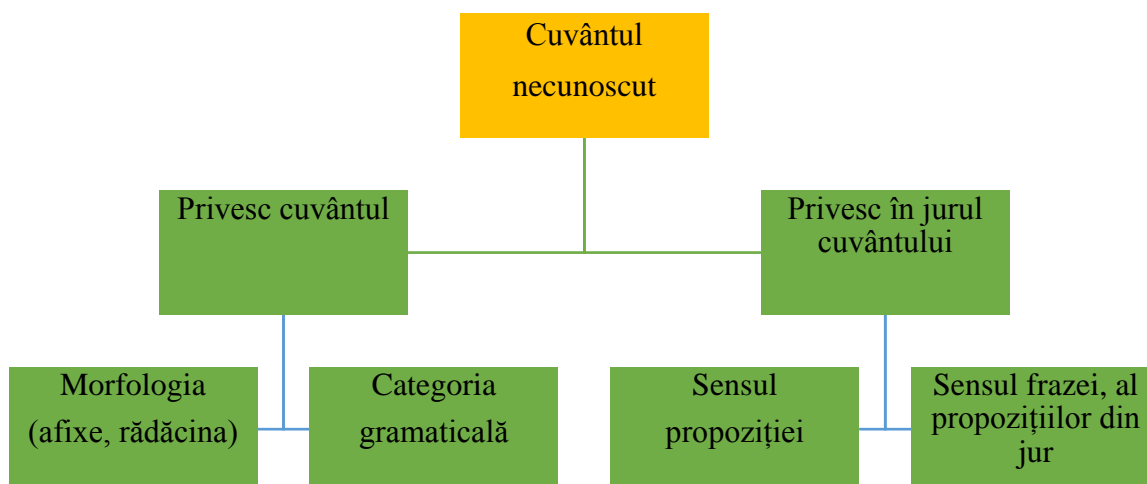 Cuvântul
necunoscut
Privesc cuvântul
Privesc în jurul
cuvântului
Morfologia
(afixe, rădăcina)
Categoria
gramaticală
Sensul
propoziției
Sensul frazei, al
propozițiilor din
jur